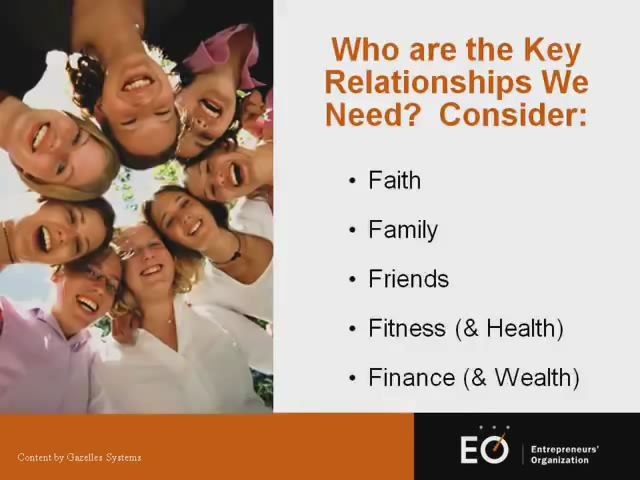 Who are the Key
Relationships We
Need? Consider:
• Faith
• Family
• Friends
• Fitness (& Health)
• Finance (& Wealth)
Content by Gazelles Systems
EO
Entrepreneurs'
Organization